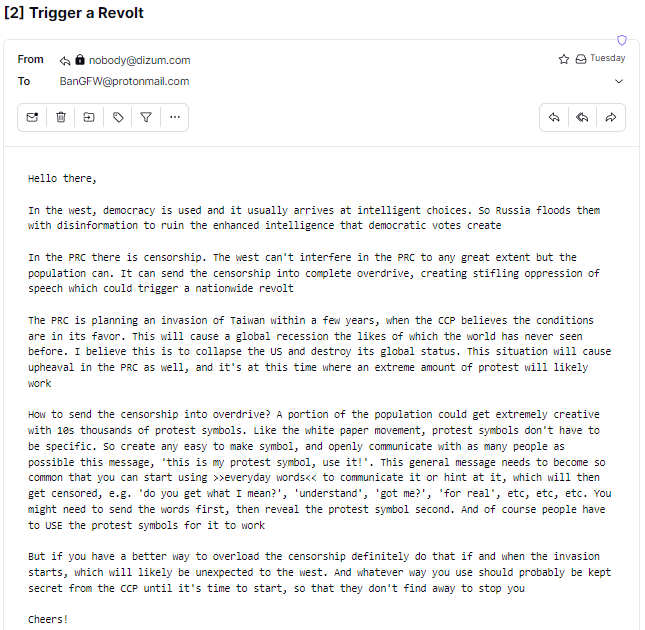 [2] Trigger a Revolt
From nobody@dizum.com Tuesday
To BanGFW@protonmail.com
Hello there,
In the west, democracy is used and it usually arrives at intelligent choices. So Russia floods them
with disinformation to ruin the enhanced intelligence that democratic votes create
In the PRC there is censorship. The west can't interfere in the PRC to any great extent but the
population can. It can send the censorship into complete overdrive, creating stifling oppression of
speech which could trigger a nationwide revolt
The PRC is planning an invasion of Taiwan within a few years, when the CCP believes the conditions
are in its favor. This will cause a global recession the likes of which the world has never seen
before. I believe this is to collapse the US and destroy its global status. This situation will cause
upheaval in the PRC as well, and it's at this time where an extreme amount of protest will likely
work
How to send the censorship into overdrive? A portion of the population could get extremely creative
with 10s thousands of protest symbols. Like the white paper movement, protest symbols don't have to
be specific. So create any easy to make symbol, and openly communicate with as many people as
possible this message, 'this is my protest symbol, use it!'. This general message needs to become so
common that you can start using >>everyday words<< to communicate it or hint at it, which will then
get censored, e.g. 'do you get what I mean?', 'understand', 'got me?', 'for real', etc, etc, etc. You
might need to send the words first, then reveal the protest symbol second. And of course people have
to USE the protest symbols for it to work
But if you have a better way to overload the censorship definitely do that if and when the invasion
starts, which will likely be unexpected to the west. And whatever way you use should probably be kept
secret from the CCP until it's time to start, so that they don't find away to stop you
Cheers!